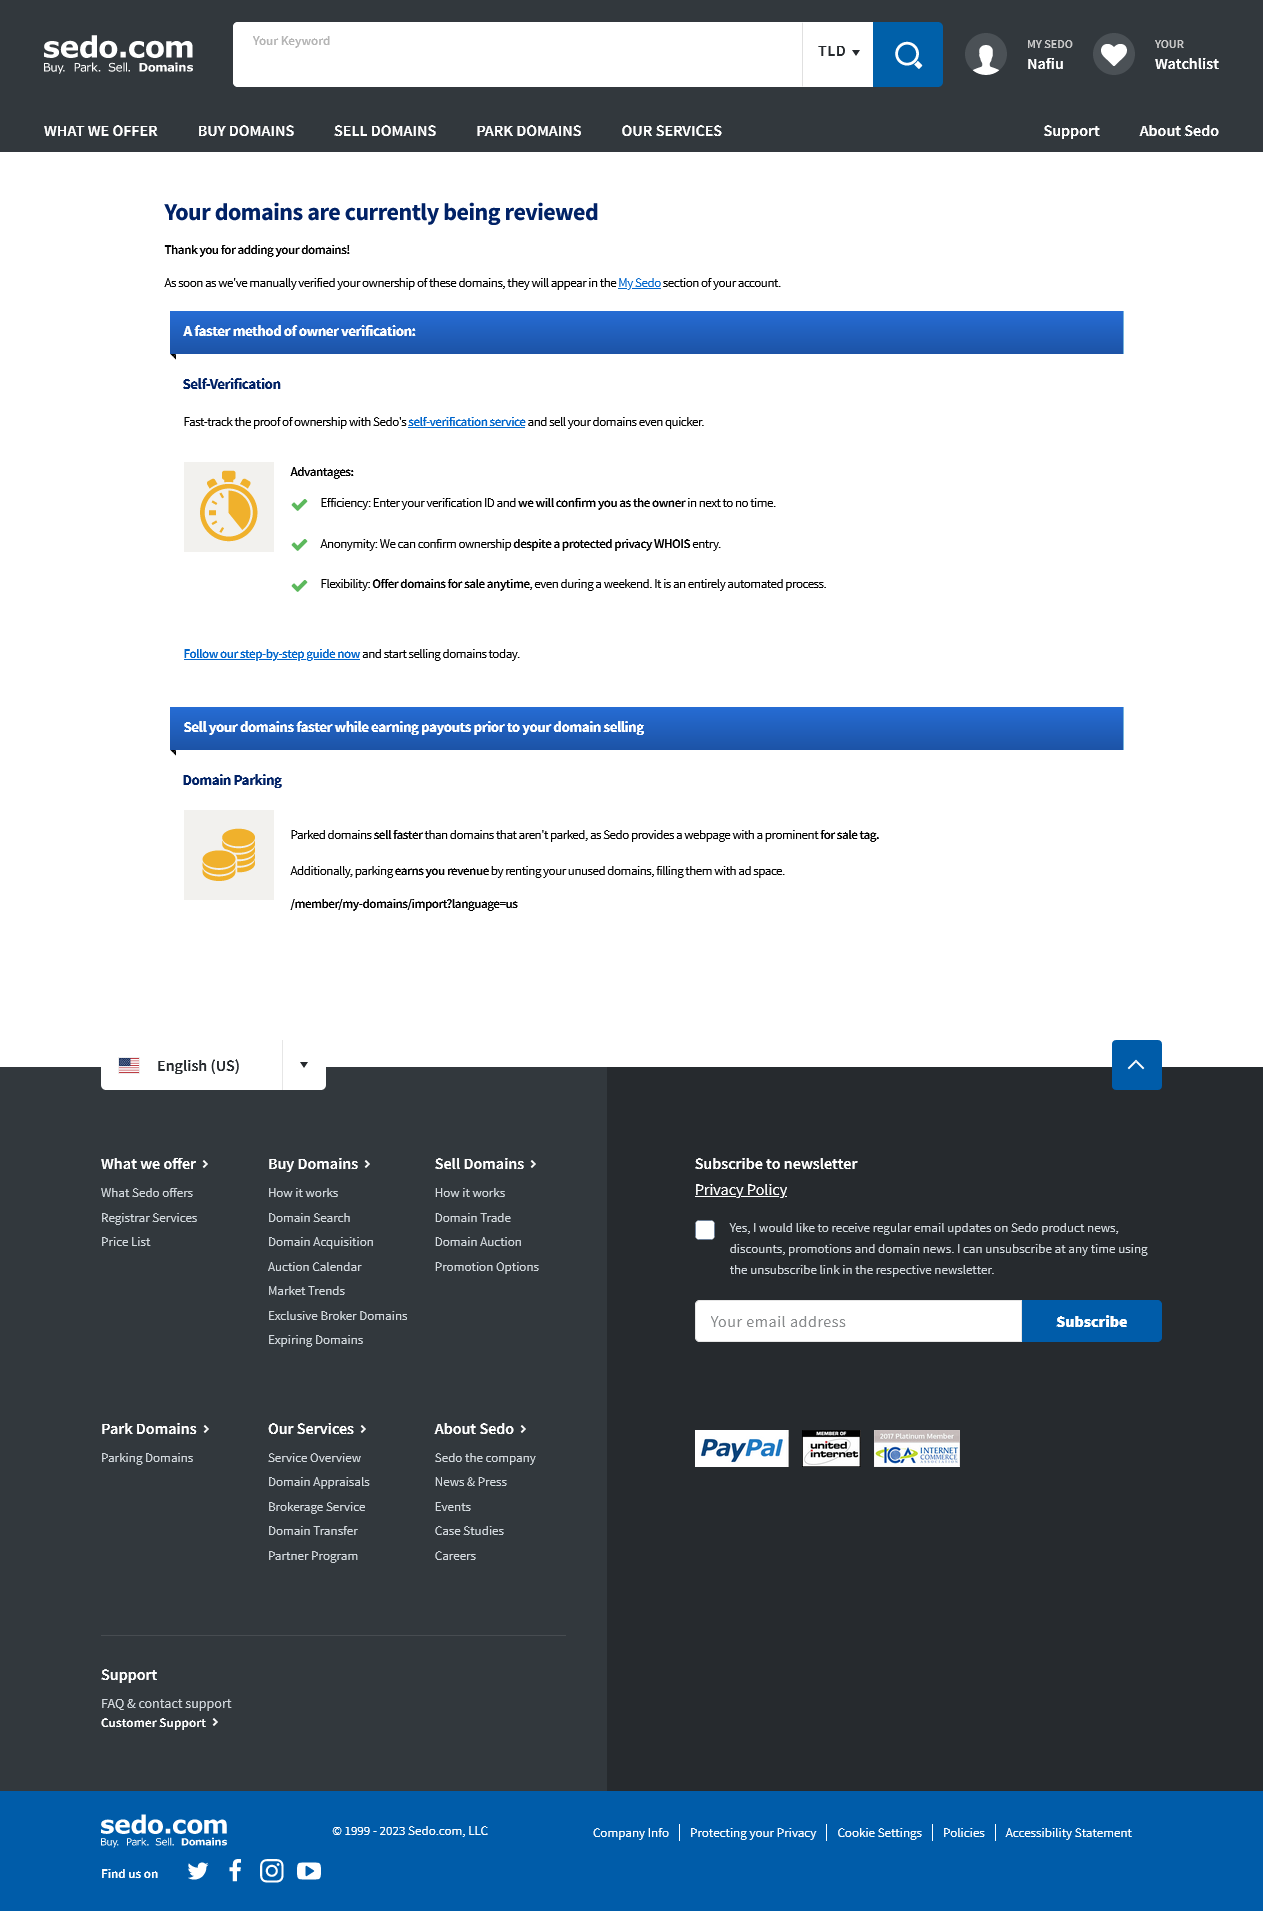 sedo.com
Buy. Park. Sell. Domains
Your Keyword
TLD
MY SEDO
Nafiu
YOUR
Watchlist
WHAT WE OFFER
BUY DOMAINS
SELL DOMAINS
PARK DOMAINS
OUR SERVICES
Support
About Sedo
Your domains are currently being reviewed
Thank you for adding your domains!
As soon as we've manually verified your ownership of these domains, they will appear in the My Sedo section of your account.
A faster method of owner verification:
Self-Verification
Fast-track the proof of ownership with Sedo's self-verification service and sell your domains even quicker.
Advantages:
Efficiency: Enter your verification ID and we will confirm you as the owner in next to no time.
Anonymity: We can confirm ownership despite a protected privacy WHOIS entry.
Flexibility: Offer domains for sale anytime, even during a weekend. It is an entirely automated process.
Follow our step-by-step guide now and start selling domains today.
Sell your domains faster while earning payouts prior to your domain selling
Domain Parking
Parked domains sell faster than domains that aren't parked, as Sedo provides a webpage with a prominent for sale tag.
Additionally, parking earns you revenue by renting your unused domains, filling them with ad space.
/member/my-domains/import?language=us
English (US)
What we offer
What Sedo offers
Registrar Services
Price List
Buy Domains
How it works
Domain Search
Domain Acquisition
Auction Calendar
Market Trends
Exclusive Broker Domains
Expiring Domains
Sell Domains
How it works
Domain Trade
Domain Auction
Promotion Options
Subscribe to newsletter
Privacy Policy
Yes, I would like to receive regular email updates on Sedo product news,
discounts, promotions and domain news. I can unsubscribe at any time using
the unsubscribe link in the respective newsletter.
Your email address
Subscribe
Park Domains
Parking Domains
Our Services
Service Overview
Domain Appraisals
Brokerage Service
Domain Transfer
Partner Program
About Sedo
Sedo the company
News & Press
Events
Case Studies
Careers
PayPal
MEMBER OF
united
internet
2017 Platinum Member
ICA
INTERNET
COMMERCE
ASSOCIATION
Support
FAQ & contact support
Customer Support
sedo.com
Buy. Park. Sell. Domains
© 1999 - 2023 Sedo.com, LLC
Company Info
Protecting your Privacy
Cookie Settings
Policies
Accessibility Statement
Find us on